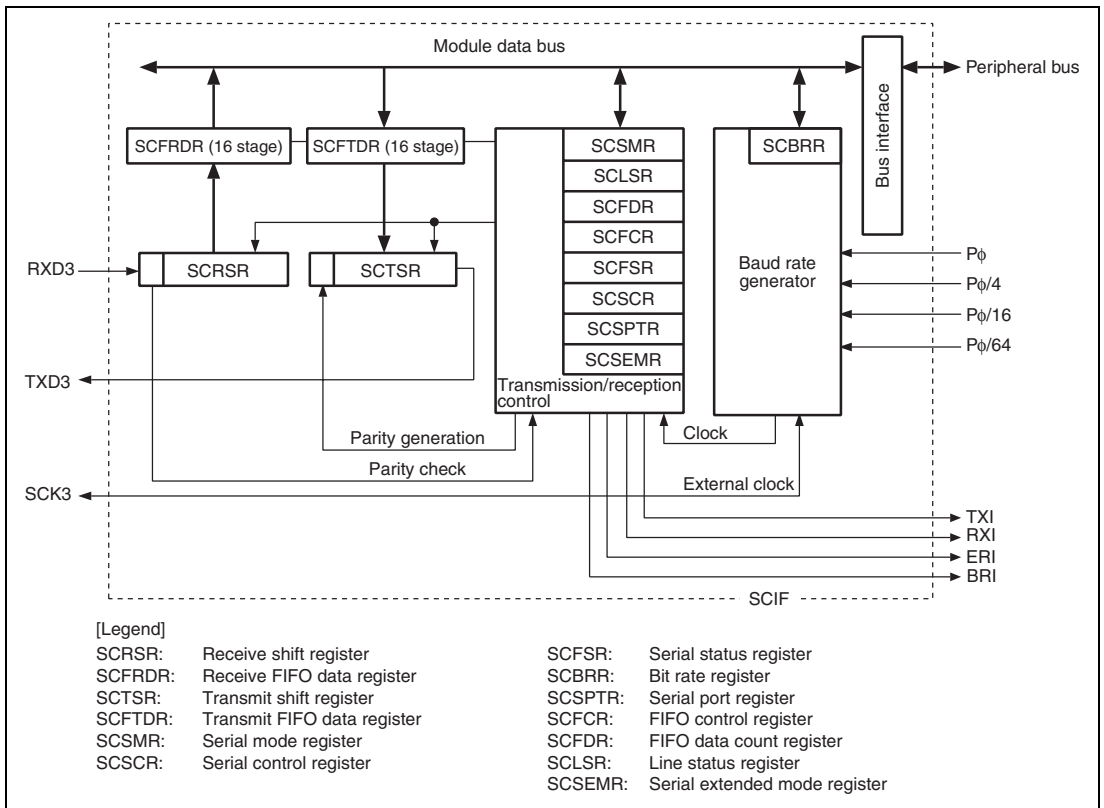 Module data bus
Bus interface
Peripheral bus
SCFRDR (16 stage)
SCFTDR (16 stage)
SCSMR
SCLSR
SCFDR
SCFCR
SCFSR
SCSCR
SCSPTR
SCSEMR
Transmission/reception
control
SCBRR
Baud rate
generator
RXD3
SCRSR
SCTSR
Pϕ
Pϕ/4
Pϕ/16
Pϕ/64
TXD3
Parity generation
Clock
Parity check
SCK3
External clock
TXI
RXI
ERI
BRI
SCIF
[Legend]
SCRSR: Receive shift register
SCFRDR: Receive FIFO data register
SCTSR: Transmit shift register
SCFTDR: Transmit FIFO data register
SCSMR: Serial mode register
SCSCR: Serial control register
SCFSR: Serial status register
SCBRR: Bit rate register
SCSPTR: Serial port register
SCFCR: FIFO control register
SCFDR: FIFO data count register
SCLSR: Line status register
SCSEMR: Serial extended mode register